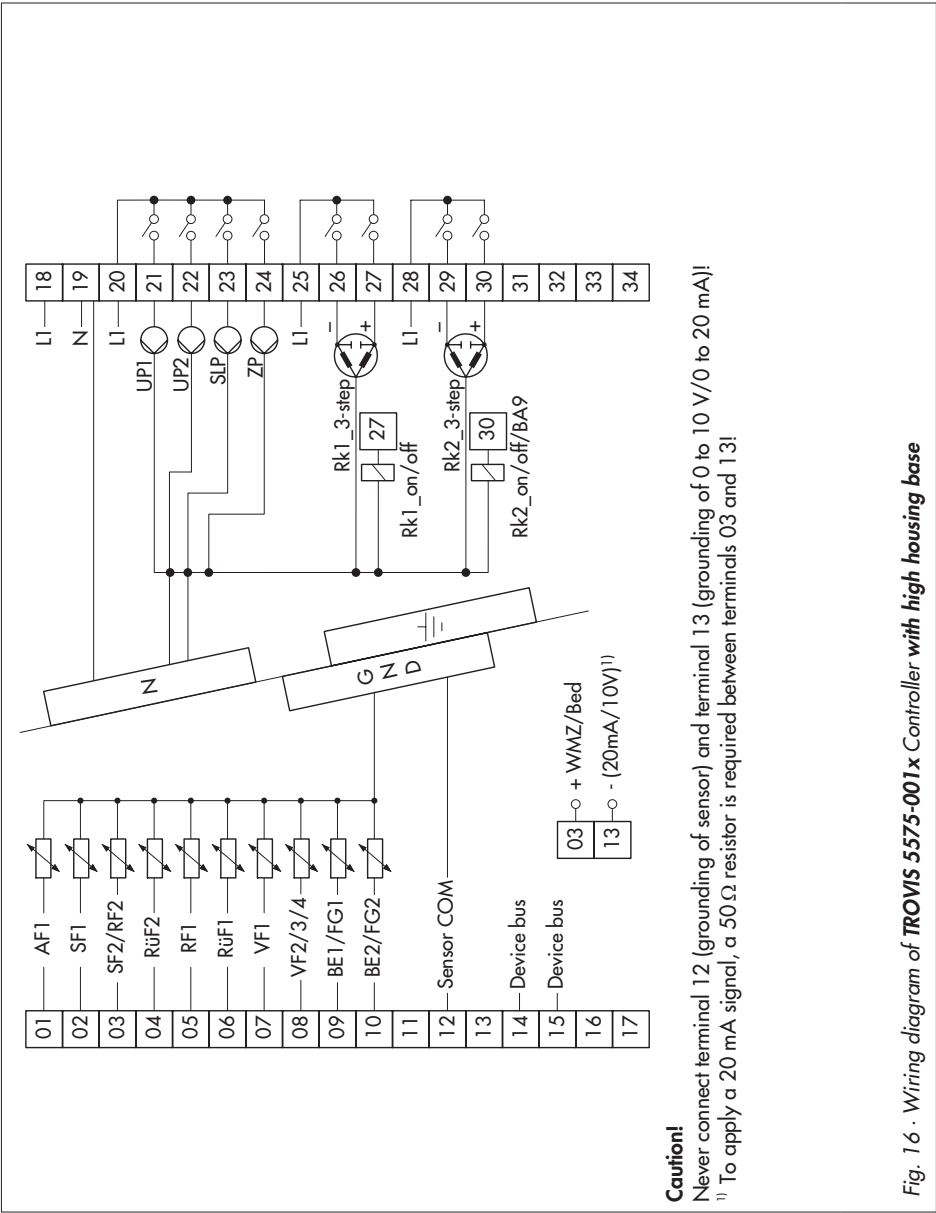 01 AF1
02 SF1
03 SF2/RF2
04 RüF2
05 RF1
06 RüF1
07 VF1
08 VF2/3/4
09 BE1/FG1
10 BE2/FG2
11
12 Sensor COM
13
14 Device bus
15 Device bus
16
17
03 + WMZ/Bed
13 - (20mA/10V)¹⁾
N
GND
L1 18
N 19
L1 20
UP1 21
UP2 22
SLP 23
ZP 24
L1 25
Rk1_3-step
− 26
+ 27
27
Rk1_on/off
L1 28
Rk2_3-step
− 29
+ 30
30
Rk2_on/off/BA9
31
32
33
34
Caution!
Never connect terminal 12 (grounding of sensor) and terminal 13 (grounding of 0 to 10 V/0 to 20 mA)!
¹⁾ To apply a 20 mA signal, a 50 Ω resistor is required between terminals 03 and 13!
Fig. 16 · Wiring diagram of TROVIS 5575-001x Controller with high housing base